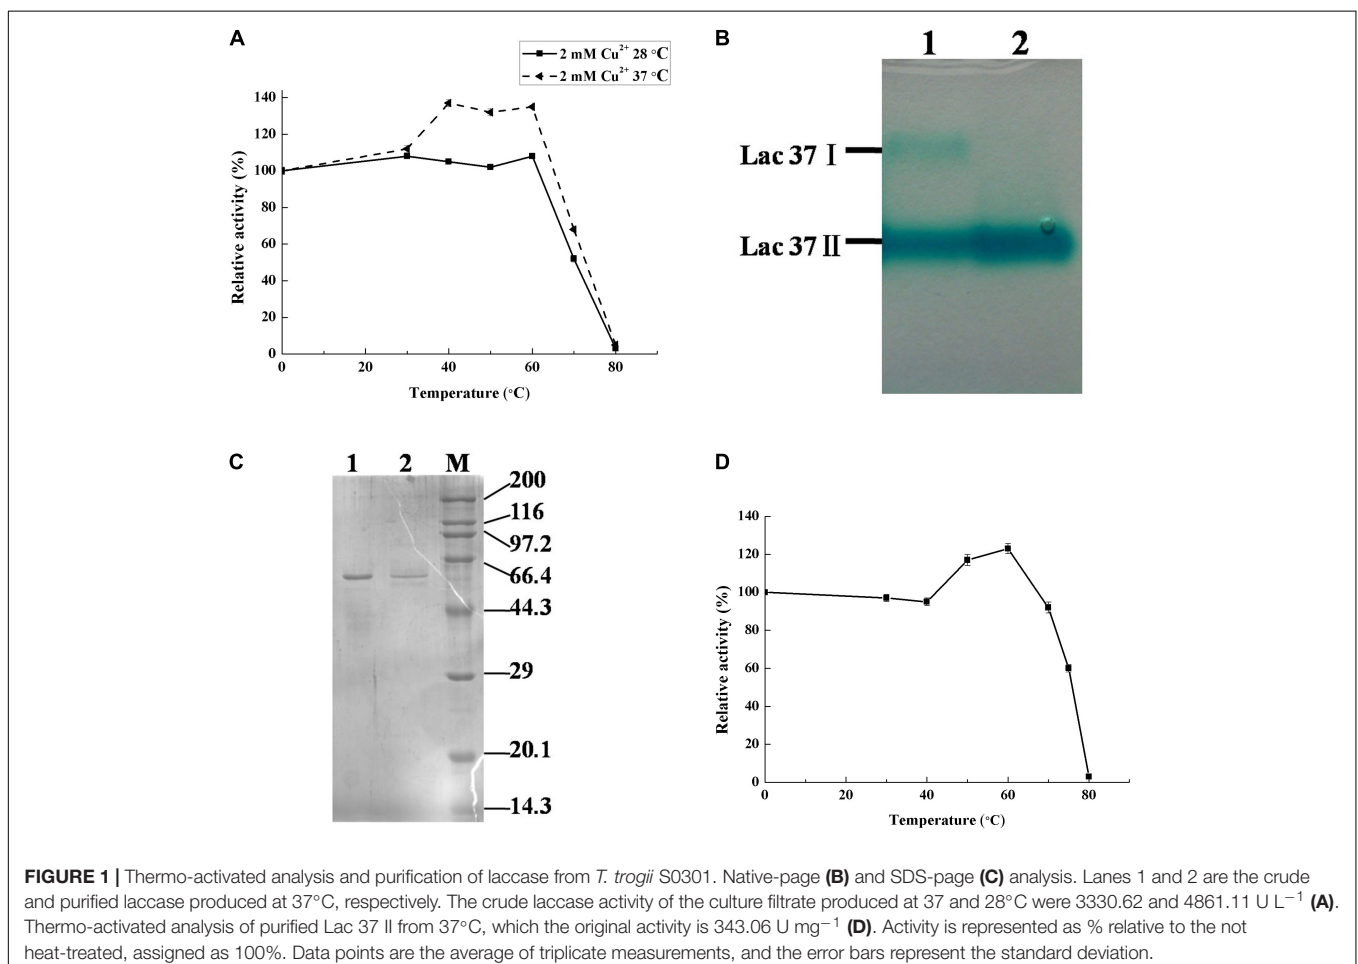 A
2 mM Cu2+ 28 °C
2 mM Cu2+ 37 °C
140
120
100
80
60
40
20
0
Relative activity (%)
0 20 40 60 80
Temperature (°C)
B
1 2
Lac 37 Ⅰ
Lac 37 Ⅱ
C
1 2 M
200
116
97.2
66.4
44.3
29
20.1
14.3
D
140
120
100
80
60
40
20
0
Relative activity (%)
0 20 40 60 80
Temperature (°C)
FIGURE 1 | Thermo-activated analysis and purification of laccase from T. trogii S0301. Native-page (B) and SDS-page (C) analysis. Lanes 1 and 2 are the crude
and purified laccase produced at 37°C, respectively. The crude laccase activity of the culture filtrate produced at 37 and 28°C were 3330.62 and 4861.11 U L−1 (A).
Thermo-activated analysis of purified Lac 37 II from 37°C, which the original activity is 343.06 U mg−1 (D). Activity is represented as % relative to the not
heat-treated, assigned as 100%. Data points are the average of triplicate measurements, and the error bars represent the standard deviation.